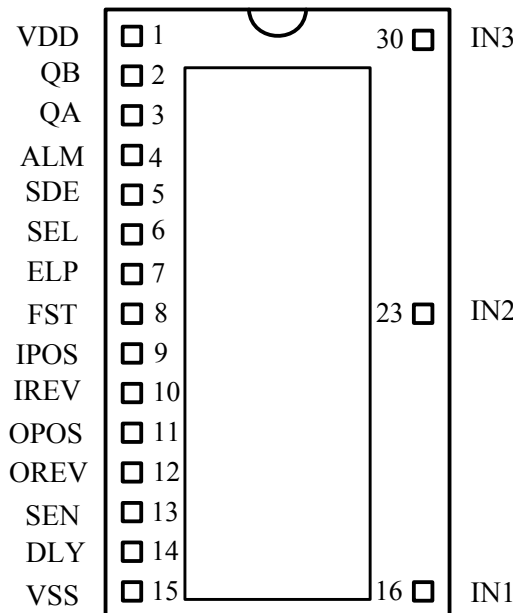 VDD 1 30 IN3
QB 2
QA 3
ALM 4
SDE 5
SEL 6
ELP 7
FST 8 23 IN2
IPOS 9
IREV 10
OPOS 11
OREV 12
SEN 13
DLY 14
VSS 15 16 IN1